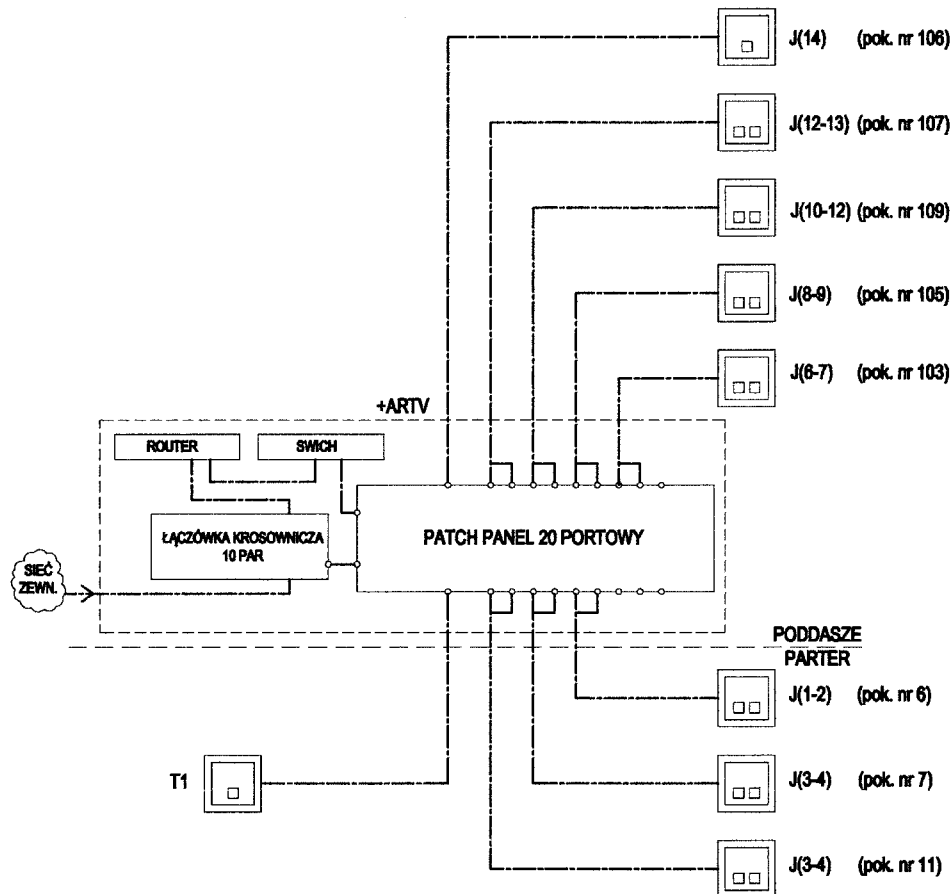 J(14) (pok. nr 106)
J(12-13) (pok. nr 107)
J(10-12) (pok. nr 109)
J(8-9) (pok. nr 105)
J(6-7) (pok. nr 103)
+ARTV
ROUTER
SWICH
ŁĄCZÓWKA KROSOWNICZA
10 PAR
PATCH PANEL 20 PORTOWY
SIEĆ
ZEWN.
PODDASZE
PARTER
J(1-2) (pok. nr 6)
T1
J(3-4) (pok. nr 7)
J(3-4) (pok. nr 11)